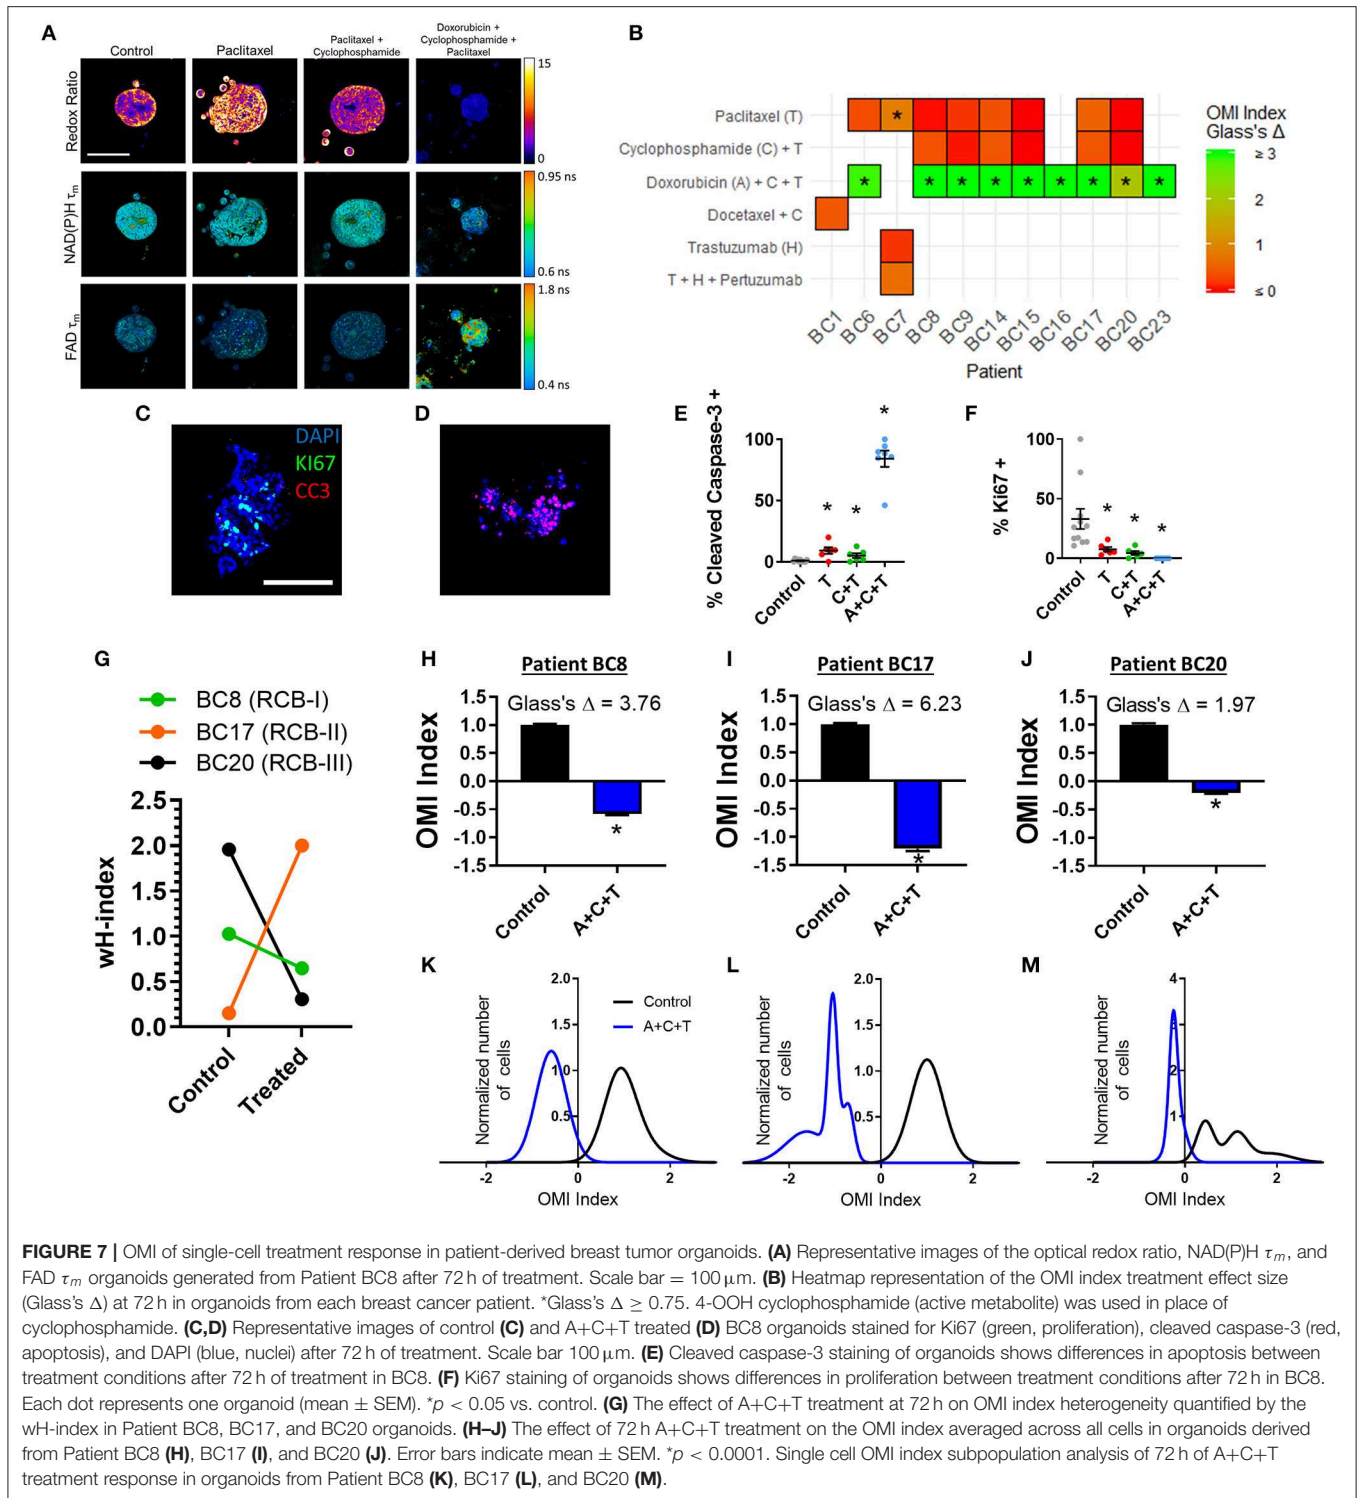 A
Control
Paclitaxel
Paclitaxel +
Cyclophosphamide
Doxorubicin +
Cyclophosphamide +
Paclitaxel
Redox Ratio
15
0
NAD(P)H τm
0.95 ns
0.6 ns
FAD τm
1.8 ns
0.4 ns
B
Paclitaxel (T)
Cyclophosphamide (C) + T
Doxorubicin (A) + C + T
Docetaxel + C
Trastuzumab (H)
T + H + Pertuzumab
*
* * * * * * * * *
BC1 BC6 BC7 BC8 BC9 BC14 BC15 BC16 BC17 BC20 BC23
Patient
OMI Index
Glass's Δ
≥ 3
2
1
≤ 0
C
DAPI
KI67
CC3
D
E
% Cleaved Caspase-3 +
100
50
0
* * *
Control T C+T A+C+T
F
% Ki67 +
100
50
0
* * *
Control T C+T A+C+T
G
BC8 (RCB-I)
BC17 (RCB-II)
BC20 (RCB-III)
wH-index
2.5
2.0
1.5
1.0
0.5
0.0
Control Treated
H
Patient BC8
Glass's Δ = 3.76
OMI Index
1.5
1.0
0.5
0.0
-0.5
-1.0
-1.5
*
Control A+C+T
I
Patient BC17
Glass's Δ = 6.23
OMI Index
1.5
1.0
0.5
0.0
-0.5
-1.0
-1.5
*
Control A+C+T
J
Patient BC20
Glass's Δ = 1.97
OMI Index
1.5
1.0
0.5
0.0
-0.5
-1.0
-1.5
*
Control A+C+T
K
Normalized number
of cells
2.0
1.5
1.0
0.5
Control
A+C+T
-2 0 2
OMI Index
L
Normalized number
of cells
2.0
1.5
1.0
0.5
-2 0 2
OMI Index
M
Normalized number
of cells
4
3
2
1
-2 0 2
OMI Index
FIGURE 7 | OMI of single-cell treatment response in patient-derived breast tumor organoids. (A) Representative images of the optical redox ratio, NAD(P)H τm, and
FAD τm organoids generated from Patient BC8 after 72 h of treatment. Scale bar = 100 μm. (B) Heatmap representation of the OMI index treatment effect size
(Glass's Δ) at 72 h in organoids from each breast cancer patient. *Glass's Δ ≥ 0.75. 4-OOH cyclophosphamide (active metabolite) was used in place of
cyclophosphamide. (C,D) Representative images of control (C) and A+C+T treated (D) BC8 organoids stained for Ki67 (green, proliferation), cleaved caspase-3 (red,
apoptosis), and DAPI (blue, nuclei) after 72 h of treatment. Scale bar 100 μm. (E) Cleaved caspase-3 staining of organoids shows differences in apoptosis between
treatment conditions after 72 h of treatment in BC8. (F) Ki67 staining of organoids shows differences in proliferation between treatment conditions after 72 h in BC8.
Each dot represents one organoid (mean ± SEM). *p < 0.05 vs. control. (G) The effect of A+C+T treatment at 72 h on OMI index heterogeneity quantified by the
wH-index in Patient BC8, BC17, and BC20 organoids. (H–J) The effect of 72 h A+C+T treatment on the OMI index averaged across all cells in organoids derived
from Patient BC8 (H), BC17 (I), and BC20 (J). Error bars indicate mean ± SEM. *p < 0.0001. Single cell OMI index subpopulation analysis of 72 h of A+C+T
treatment response in organoids from Patient BC8 (K), BC17 (L), and BC20 (M).